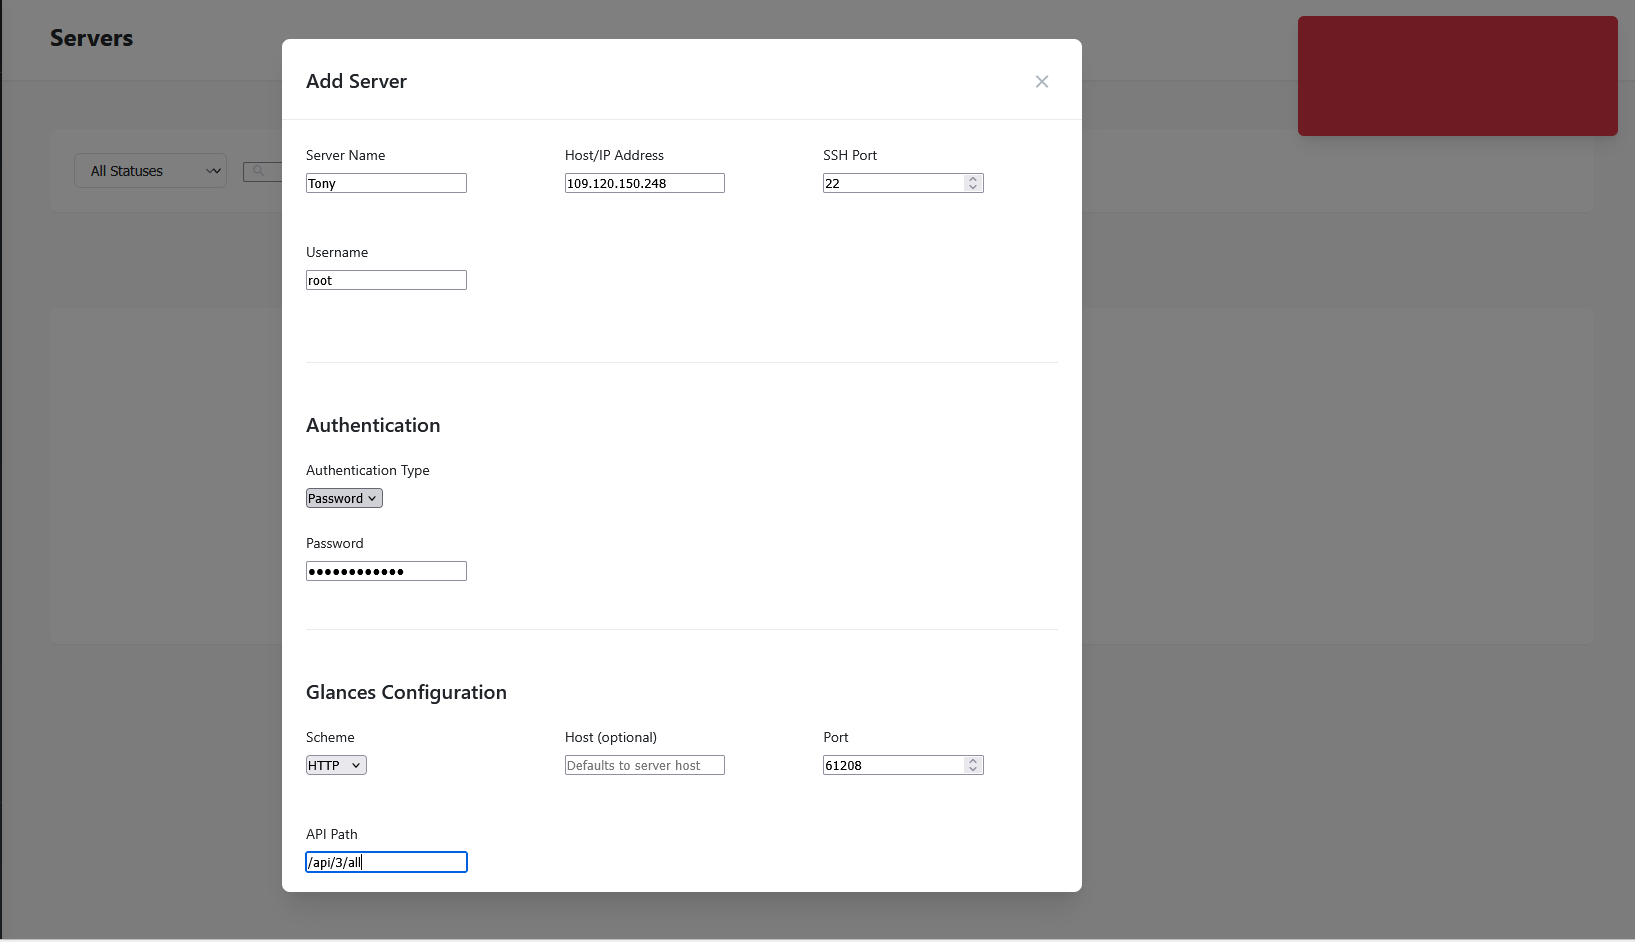 Servers
All Statuses
Add Server
Server Name
Host/IP Address
SSH Port
Tony
109.120.150.248
22
Username
root
Authentication
Authentication Type
Password
Password
Glances Configuration
Scheme
Host (optional)
Port
HTTP
Defaults to server host
61208
API Path
/api/3/all